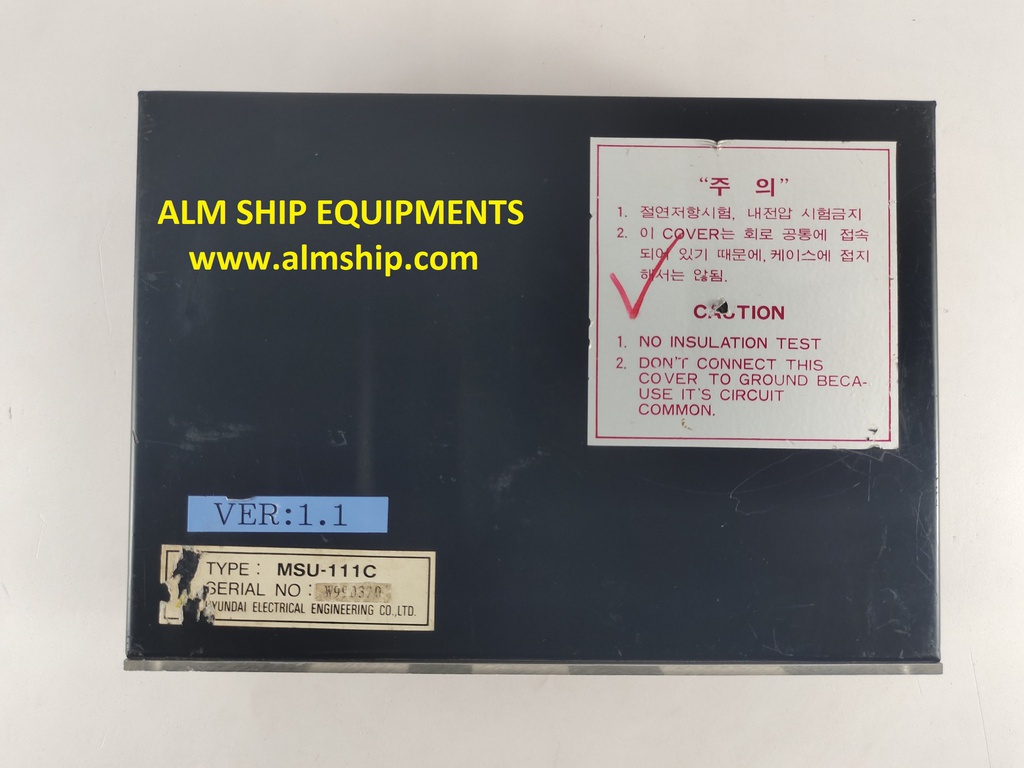 ALM SHIP EQUIPMENTS
www.almship.com
“주 의”
1. 절연저항시험, 내전압 시험금지
2. 이 COVER는 회로 공통에 접속
되어 있기 때문에, 케이스에 접지
해서는 않됨.
CAUTION
1. NO INSULATION TEST
2. DON'T CONNECT THIS
COVER TO GROUND BECA-
USE IT'S CIRCUIT
COMMON.
VER:1.1
TYPE : MSU-111C
SERIAL NO :
HYUNDAI ELECTRICAL ENGINEERING CO.,LTD.